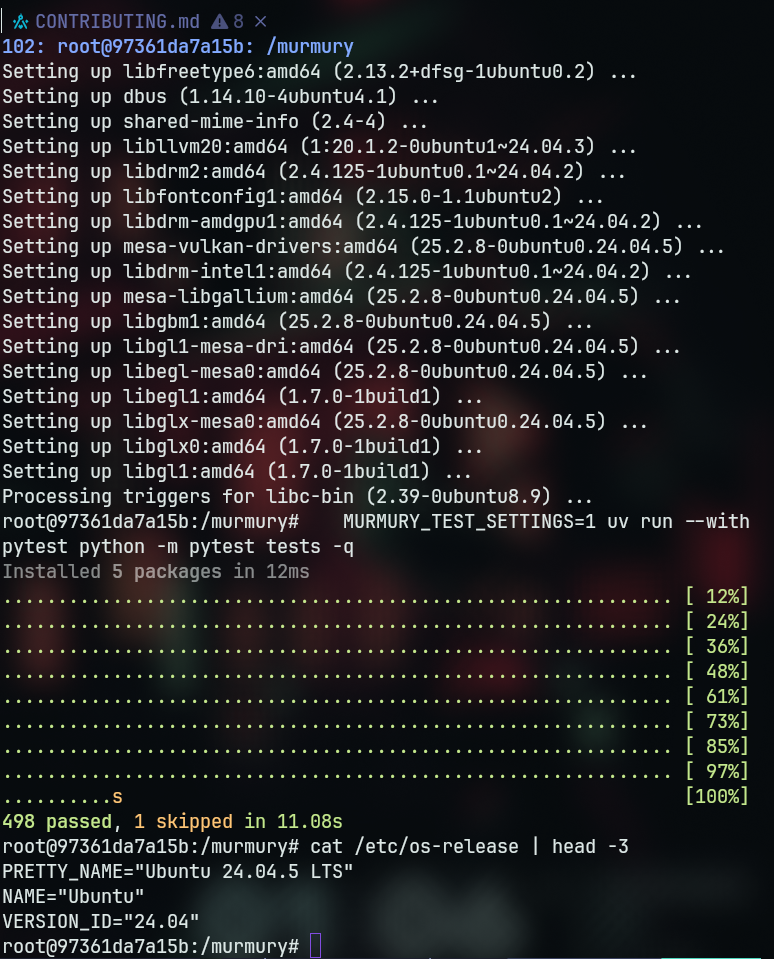 CONTRIBUTING.md 8 ×
102: root@97361da7a15b: /murmury
Setting up libfreetype6:amd64 (2.13.2+dfsg-1ubuntu0.2) ...
Setting up dbus (1.14.10-4ubuntu4.1) ...
Setting up shared-mime-info (2.4-4) ...
Setting up libllvm20:amd64 (1:20.1.2-0ubuntu1~24.04.3) ...
Setting up libdrm2:amd64 (2.4.125-1ubuntu0.1~24.04.2) ...
Setting up libfontconfig1:amd64 (2.15.0-1.1ubuntu2) ...
Setting up libdrm-amdgpu1:amd64 (2.4.125-1ubuntu0.1~24.04.2) ...
Setting up mesa-vulkan-drivers:amd64 (25.2.8-0ubuntu0.24.04.5) ...
Setting up libdrm-intel1:amd64 (2.4.125-1ubuntu0.1~24.04.2) ...
Setting up mesa-libgallium:amd64 (25.2.8-0ubuntu0.24.04.5) ...
Setting up libgbm1:amd64 (25.2.8-0ubuntu0.24.04.5) ...
Setting up libgl1-mesa-dri:amd64 (25.2.8-0ubuntu0.24.04.5) ...
Setting up libegl-mesa0:amd64 (25.2.8-0ubuntu0.24.04.5) ...
Setting up libegl1:amd64 (1.7.0-1build1) ...
Setting up libglx-mesa0:amd64 (25.2.8-0ubuntu0.24.04.5) ...
Setting up libglx0:amd64 (1.7.0-1build1) ...
Setting up libgl1:amd64 (1.7.0-1build1) ...
Processing triggers for libc-bin (2.39-0ubuntu8.9) ...
root@97361da7a15b:/murmury#    MURMURY_TEST_SETTINGS=1 uv run --with
pytest python -m pytest tests -q
Installed 5 packages in 12ms
............................................................. [ 12%]
............................................................. [ 24%]
............................................................. [ 36%]
............................................................. [ 48%]
............................................................. [ 61%]
............................................................. [ 73%]
............................................................. [ 85%]
............................................................. [ 97%]
..........s                                                   [100%]
498 passed, 1 skipped in 11.08s
root@97361da7a15b:/murmury# cat /etc/os-release | head -3
PRETTY_NAME="Ubuntu 24.04.5 LTS"
NAME="Ubuntu"
VERSION_ID="24.04"
root@97361da7a15b:/murmury#